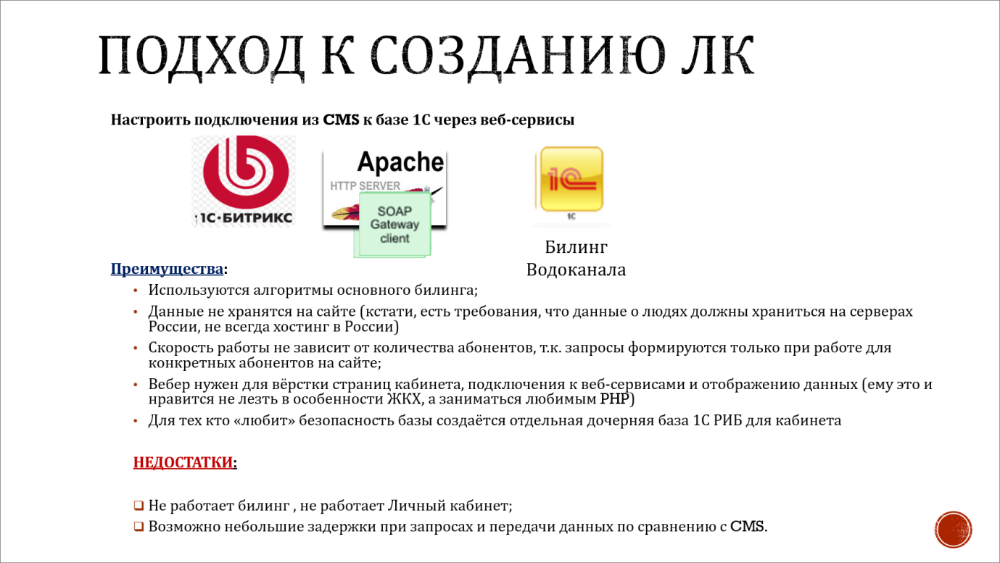 ПОДХОД К СОЗДАНИЮ ЛК
Настроить подключения из CMS к базе 1С через веб-сервисы
1С·БИТРИКС
Apache
HTTP SERVER
SOAP
Gateway
client
1С
1С
Билинг
Водоканала
Преимущества:
• Используются алгоритмы основного билинга;
• Данные не хранятся на сайте (кстати, есть требования, что данные о людях должны храниться на серверах
России, не всегда хостинг в России)
• Скорость работы не зависит от количества абонентов, т.к. запросы формируются только при работе для
конкретных абонентов на сайте;
• Вебер нужен для вёрстки страниц кабинета, подключения к веб-сервисами и отображению данных (ему это и
нравится не лезть в особенности ЖКХ, а заниматься любимым PHP)
• Для тех кто «любит» безопасность базы создаётся отдельная дочерняя база 1С РИБ для кабинета
НЕДОСТАТКИ:
❑ Не работает билинг , не работает Личный кабинет;
❑ Возможно небольшие задержки при запросах и передачи данных по сравнению с CMS.